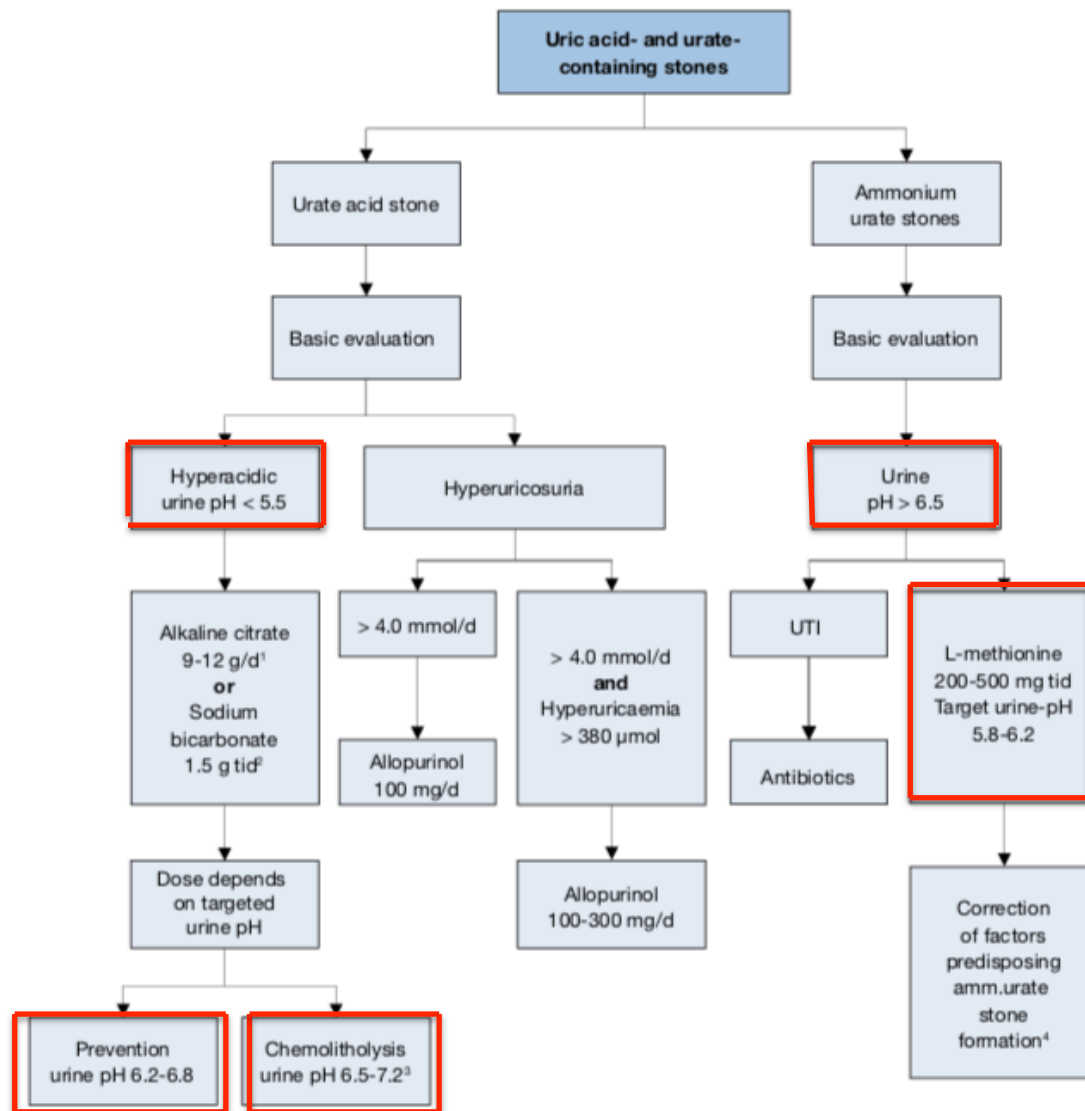 Uric acid- and urate-
containing stones
Urate acid stone
Ammonium
urate stones
Basic evaluation
Basic evaluation
Hyperacidic
urine pH < 5.5
Hyperuricosuria
Urine
pH > 6.5
Alkaline citrate
9-12 g/d¹
or
Sodium
bicarbonate
1.5 g tid²
> 4.0 mmol/d
> 4.0 mmol/d
and
Hyperuricaemia
> 380 µmol
UTI
L-methionine
200-500 mg tid
Target urine-pH
5.8-6.2
Allopurinol
100 mg/d
Antibiotics
Dose depends
on targeted
urine pH
Allopurinol
100-300 mg/d
Correction
of factors
predisposing
amm.urate
stone
formation⁴
Prevention
urine pH 6.2-6.8
Chemolitholysis
urine pH 6.5-7.2³